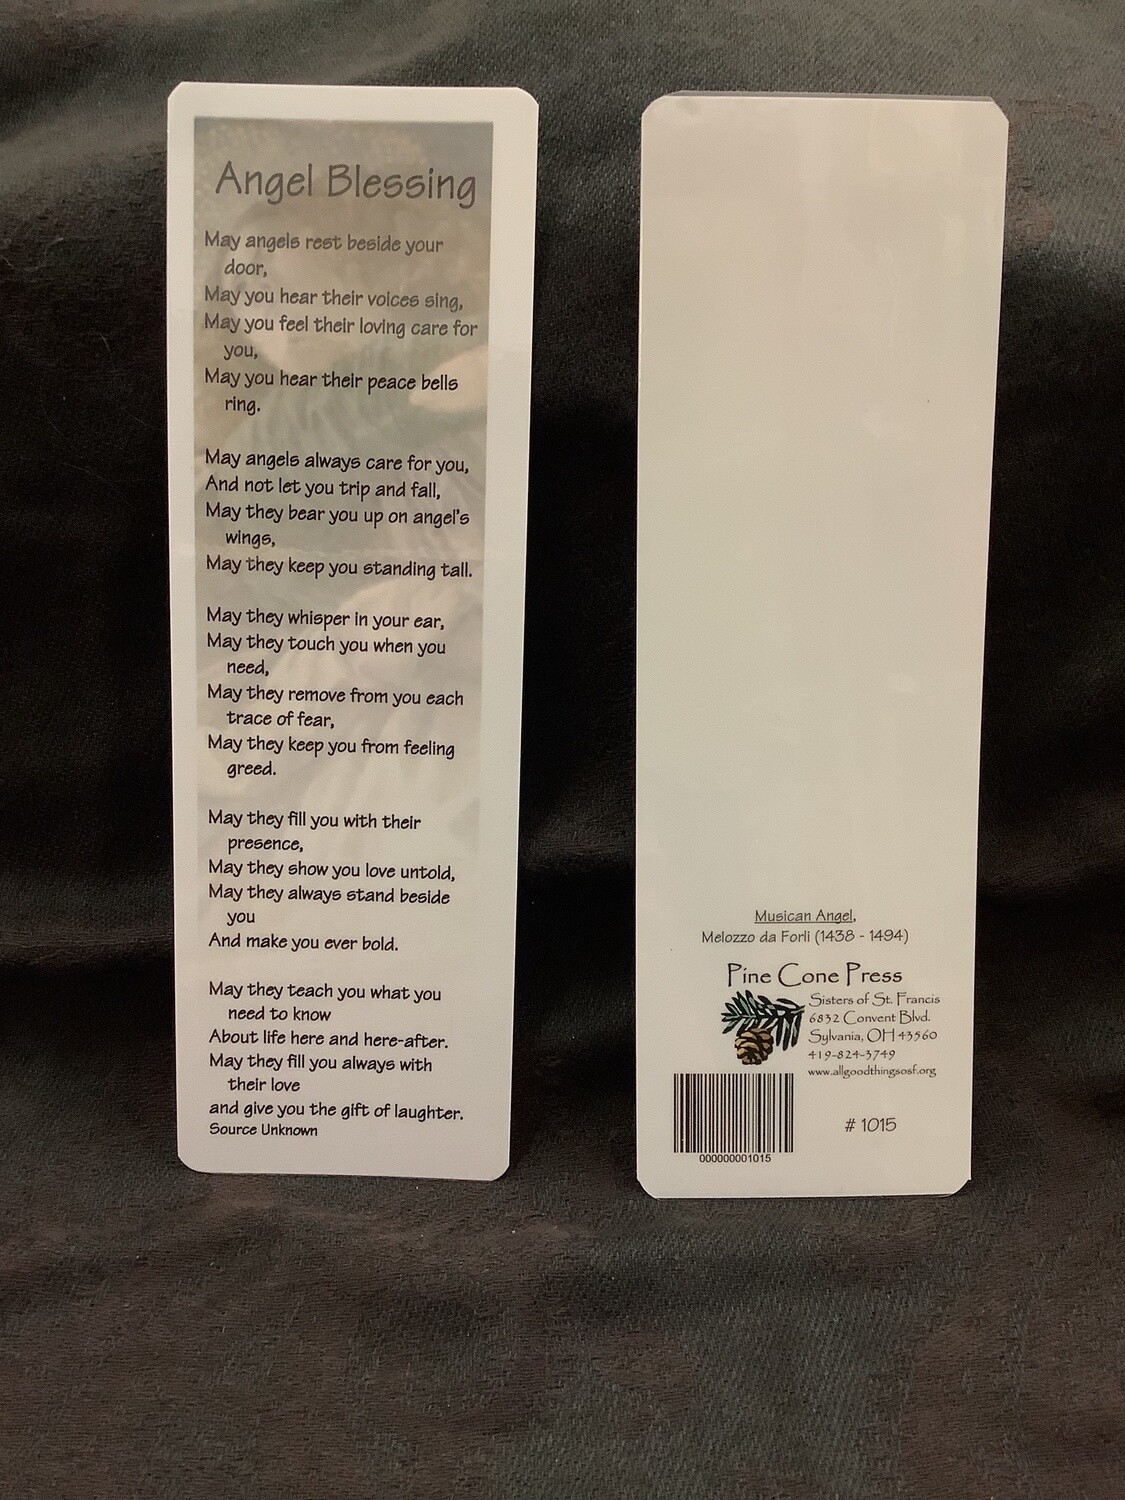 Angel Blessing
May angels rest beside your
door,
May you hear their voices sing,
May you feel their loving care for
you,
May you hear their peace bells
ring.
May angels always care for you,
And not let you trip and fall,
May they bear you up on angel's
wings,
May they keep you standing tall.
May they whisper in your ear,
May they touch you when you
need,
May they remove from you each
trace of fear,
May they keep you from feeling
greed.
May they fill you with their
presence,
May they show you love untold,
May they always stand beside
you
And make you ever bold.
May they teach you what you
need to know
About life here and here-after.
May they fill you always with
their love
and give you the gift of laughter.
Source Unknown
Musican Angel,
Melozzo da Forli (1438 - 1494)
Pine Cone Press
Sisters of St. Francis
6832 Convent Blvd.
Sylvania, OH 43560
419-824-3749
www.allgoodthingsosf.org
# 1015
000000001015